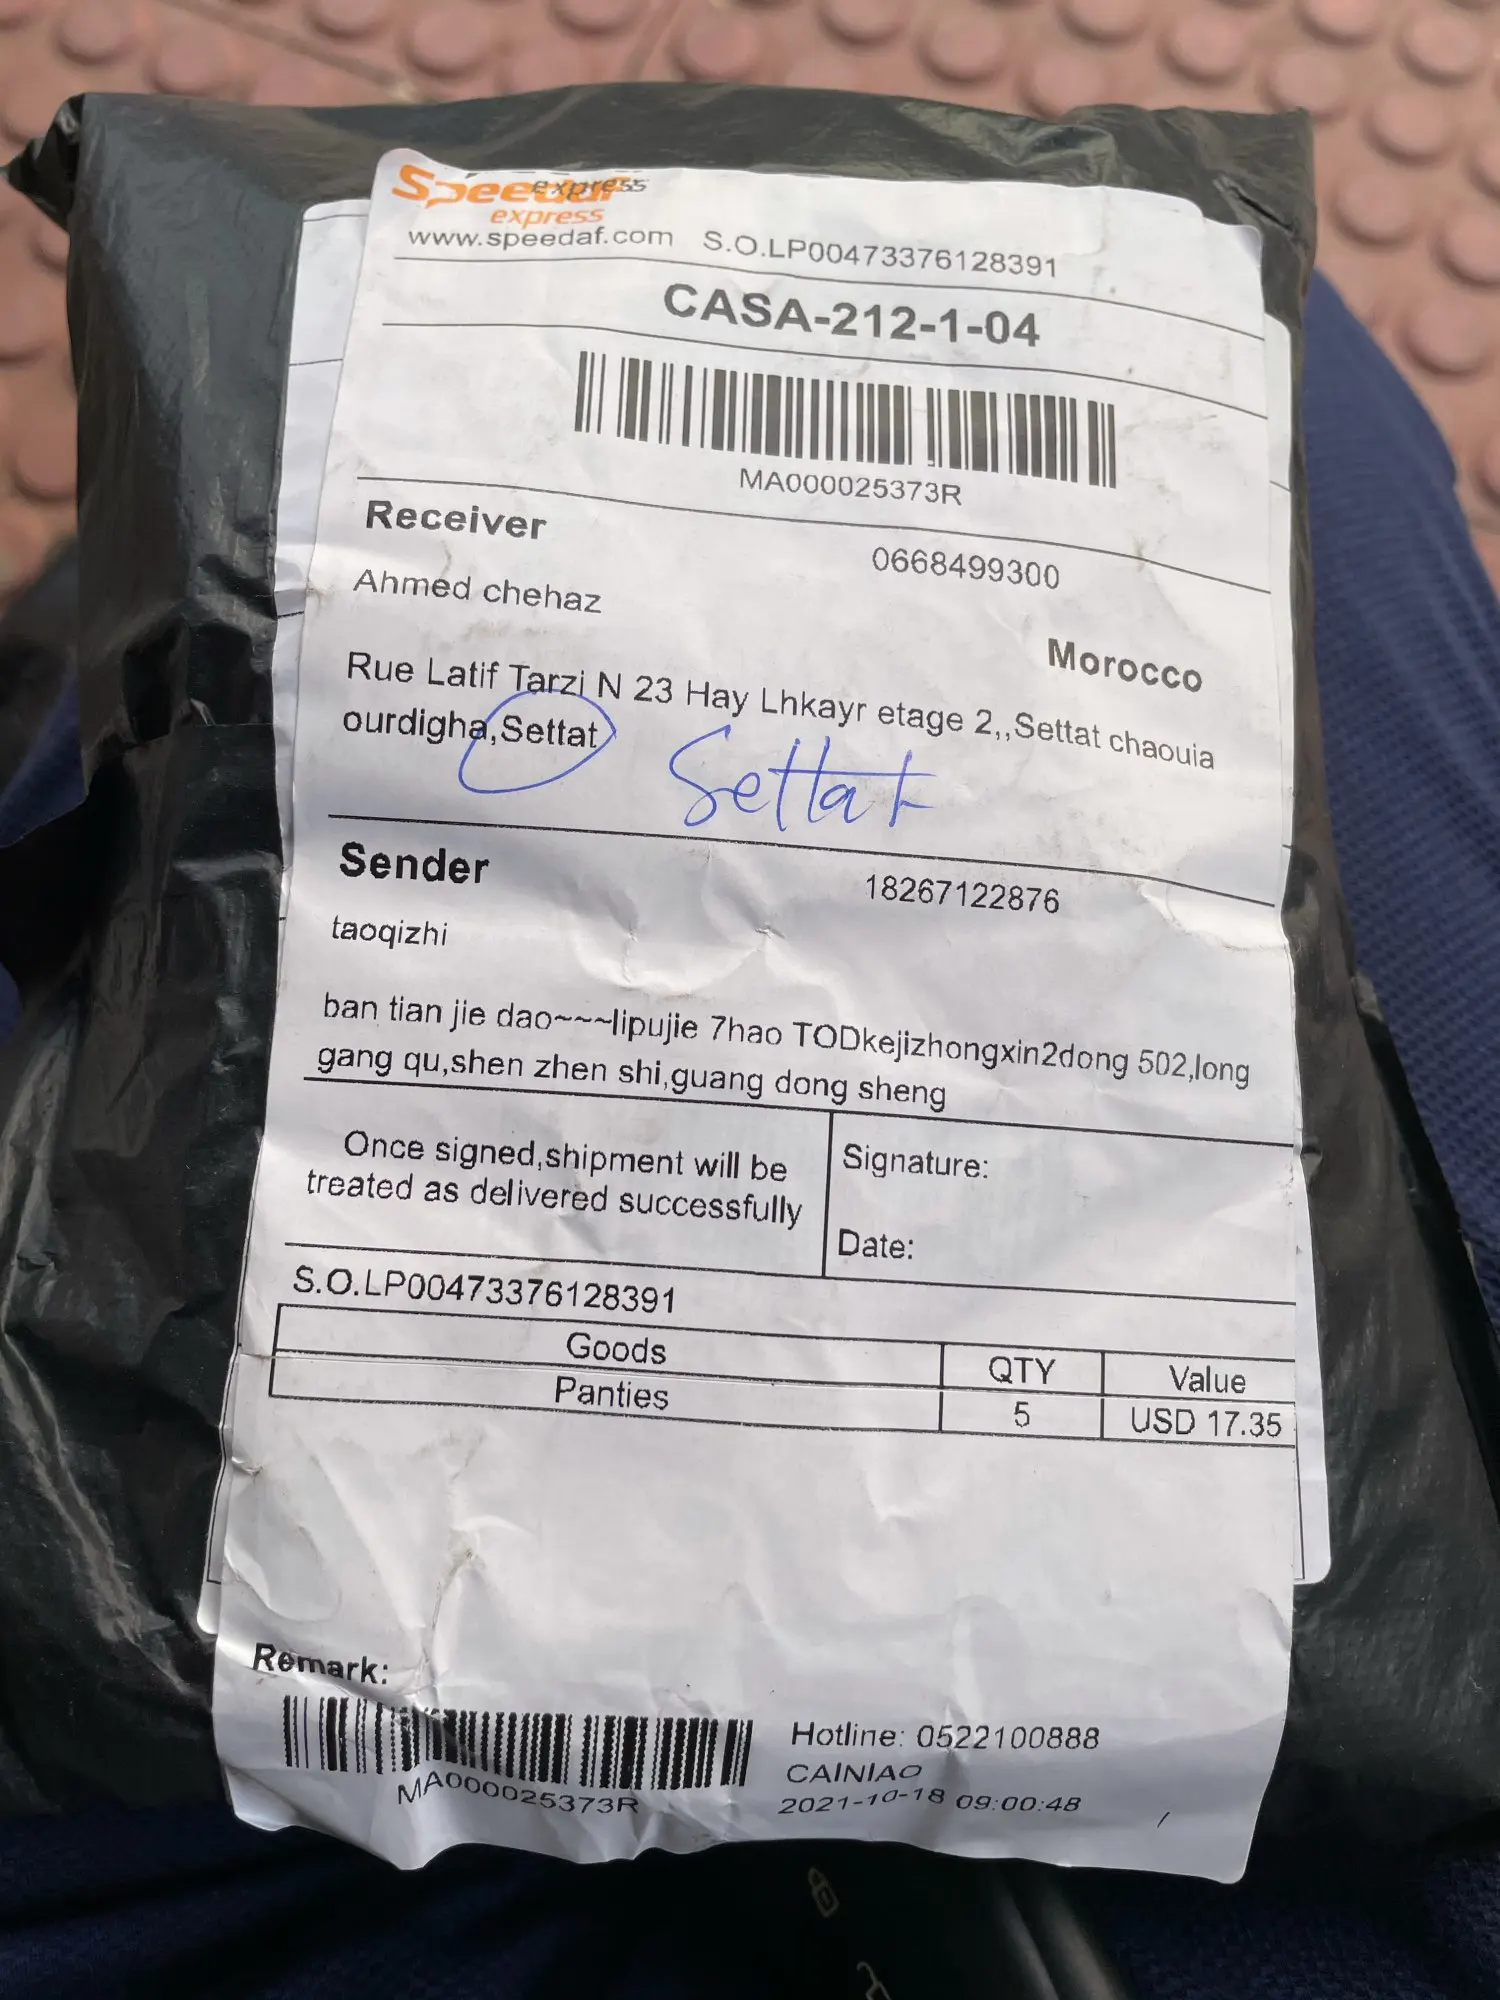 Speedaf express
express
www.speedaf.com S.O.LP00473376128391
CASA-212-1-04
MA000025373R
Receiver 0668499300
Ahmed chehaz
Morocco
Rue Latif Tarzi N 23 Hay Lhkayr etage 2,,Settat chaouia
ourdigha,Settat
Settat
Sender 18267122876
taoqizhi
ban tian jie dao~~~lipujie 7hao TODkejizhongxin2dong 502,long
gang qu,shen zhen shi,guang dong sheng
Once signed,shipment will be
treated as delivered successfully
Signature:
Date:
S.O.LP00473376128391
Goods QTY Value
Panties 5 USD 17.35
Remark:
MA000025373R
Hotline: 0522100888
CAINIAO
2021-10-18 09:00:48